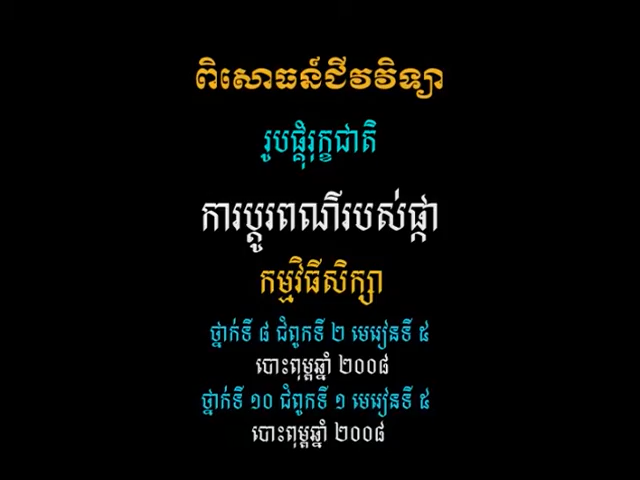 ពិសោធន៍ជីវវិទ្យា
រូបផ្គុំរុក្ខជាតិ
ការប្ដូរពណ៌របស់ផ្កា
កម្មវិធីសិក្សា
ថ្នាក់ទី ៨ ជំពូកទី ២ មេរៀនទី ៥
បោះពុម្ពឆ្នាំ ២០០៨
ថ្នាក់ទី ១០ ជំពូកទី ១ មេរៀនទី ៥
បោះពុម្ពឆ្នាំ ២០០៨